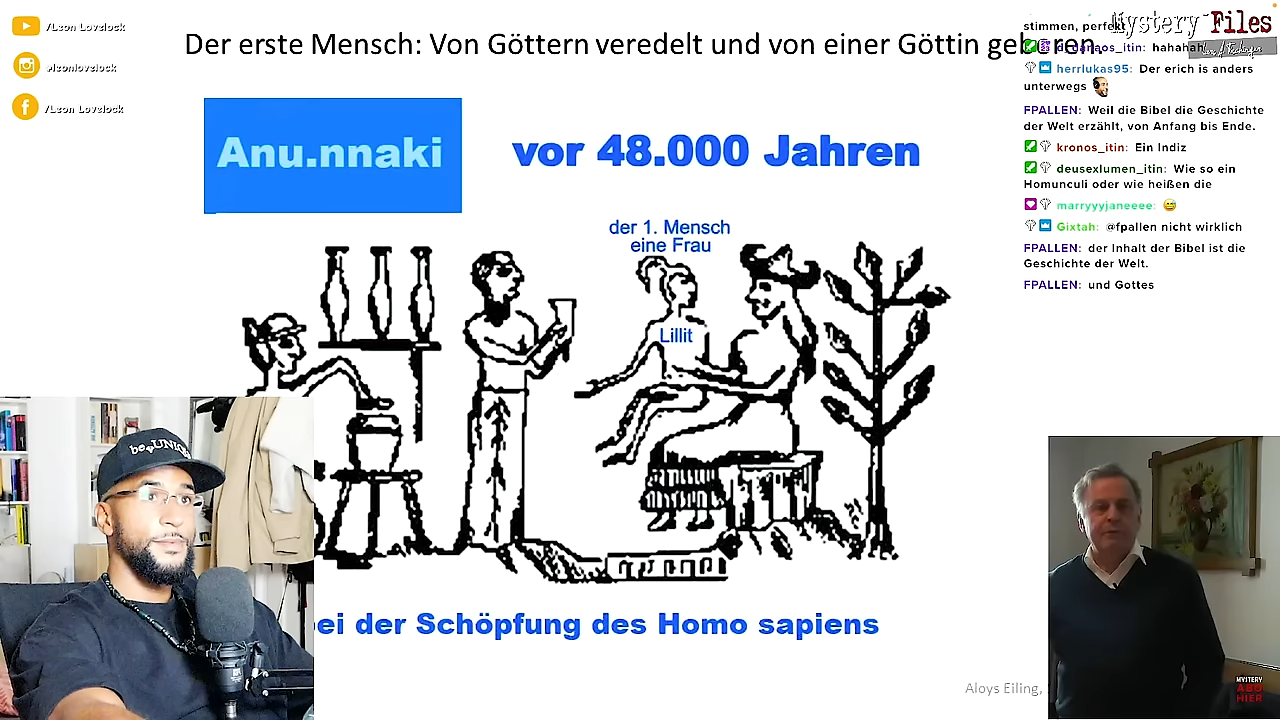 /Leon Lovelock
#leonlovelock
/Leon Lovelock
Der erste Mensch: Von Göttern veredelt und von einer Göttin geboren.
Mystery Files
Anu.nnaki
vor 48.000 Jahren
der 1. Mensch
eine Frau
Lillit
ei der Schöpfung des Homo sapiens
Aloys Eiling,
be UNIQ
stimmen, perfekt
hahahah
herrlukas95: Der erich is anders
unterwegs
FPALLEN: Weil die Bibel die Geschichte
der Welt erzählt, von Anfang bis Ende.
kronos_itin: Ein Indiz
deusexlumen_itin: Wie so ein
Homunculi oder wie heißen die
marryyyjaneeee:
Gixtah: @fpallen nicht wirklich
FPALLEN: der Inhalt der Bibel ist die
Geschichte der Welt.
FPALLEN: und Gottes
MYSTERY
ABO
HIER